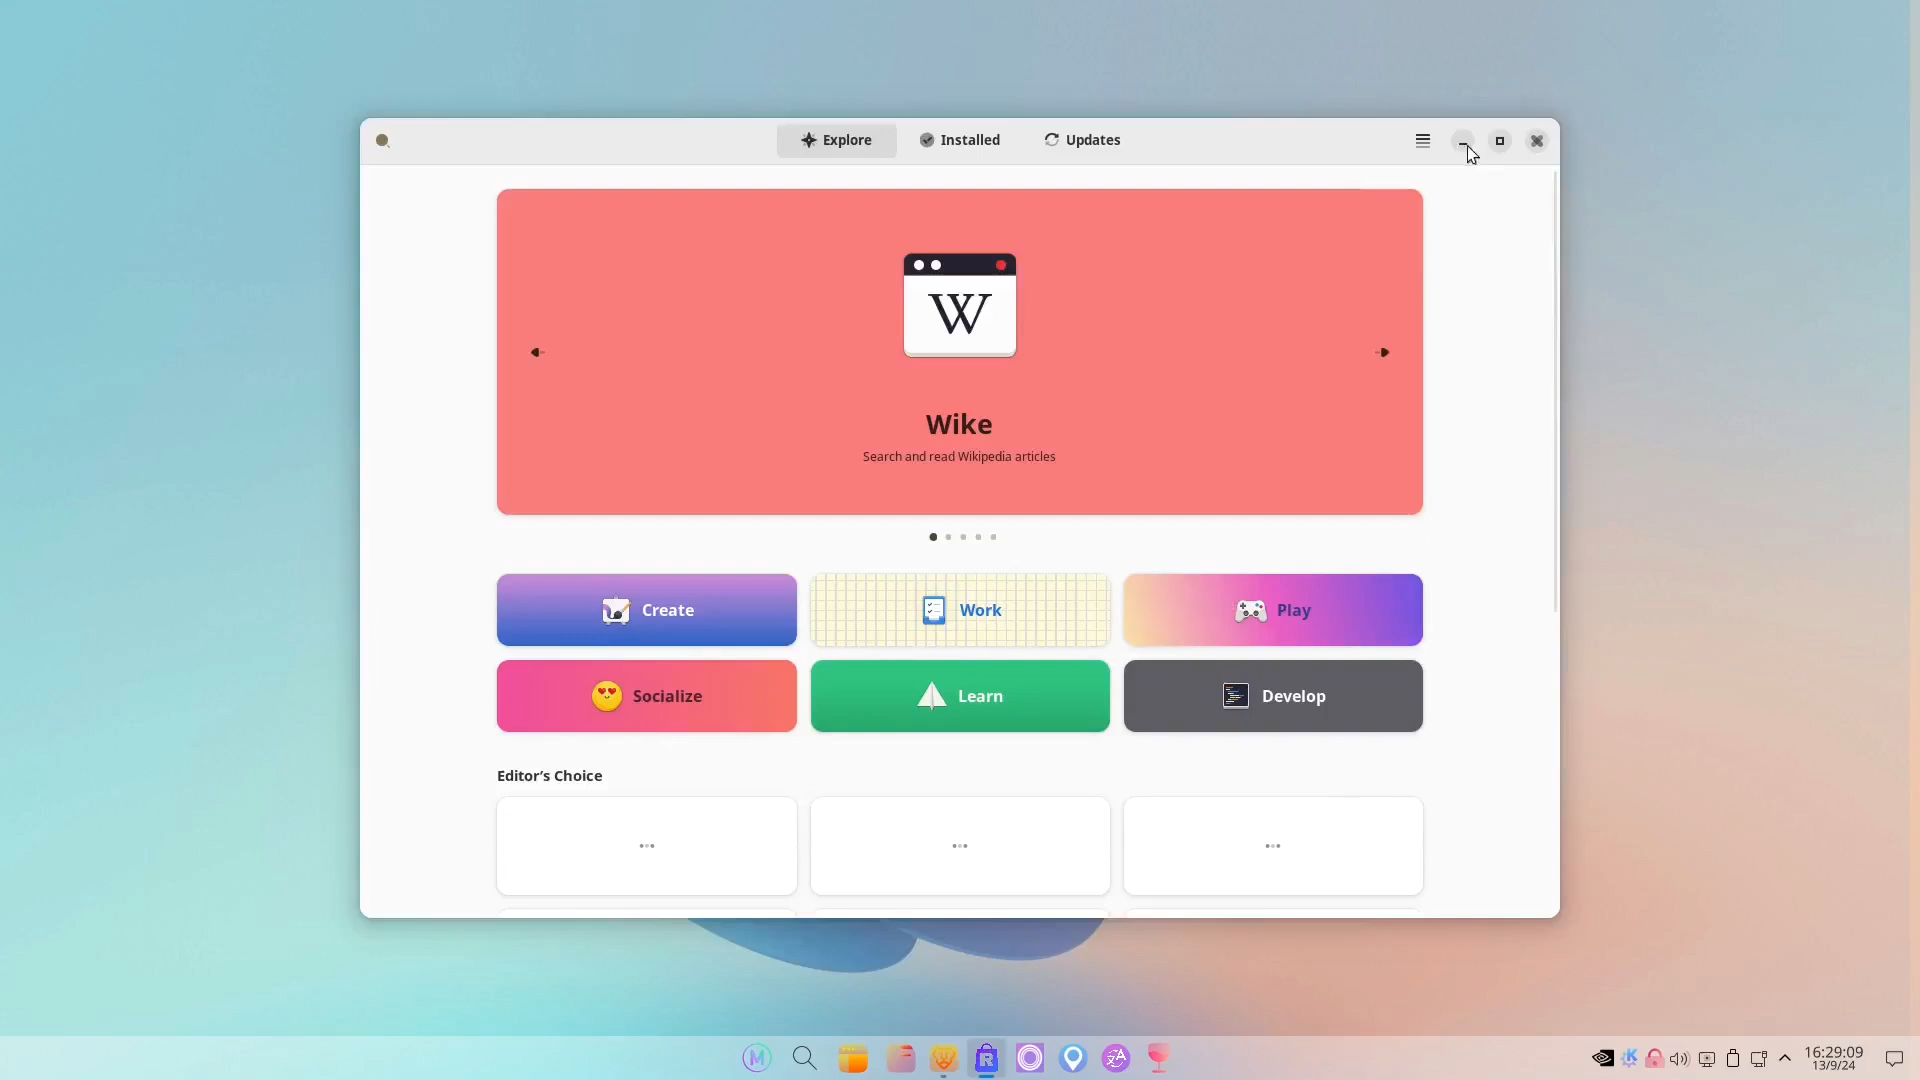 Explore
Installed
Updates
W
Wike
Search and read Wikipedia articles
Create
Work
Play
Socialize
Learn
Develop
Editor's Choice
16:29:09
13/9/24